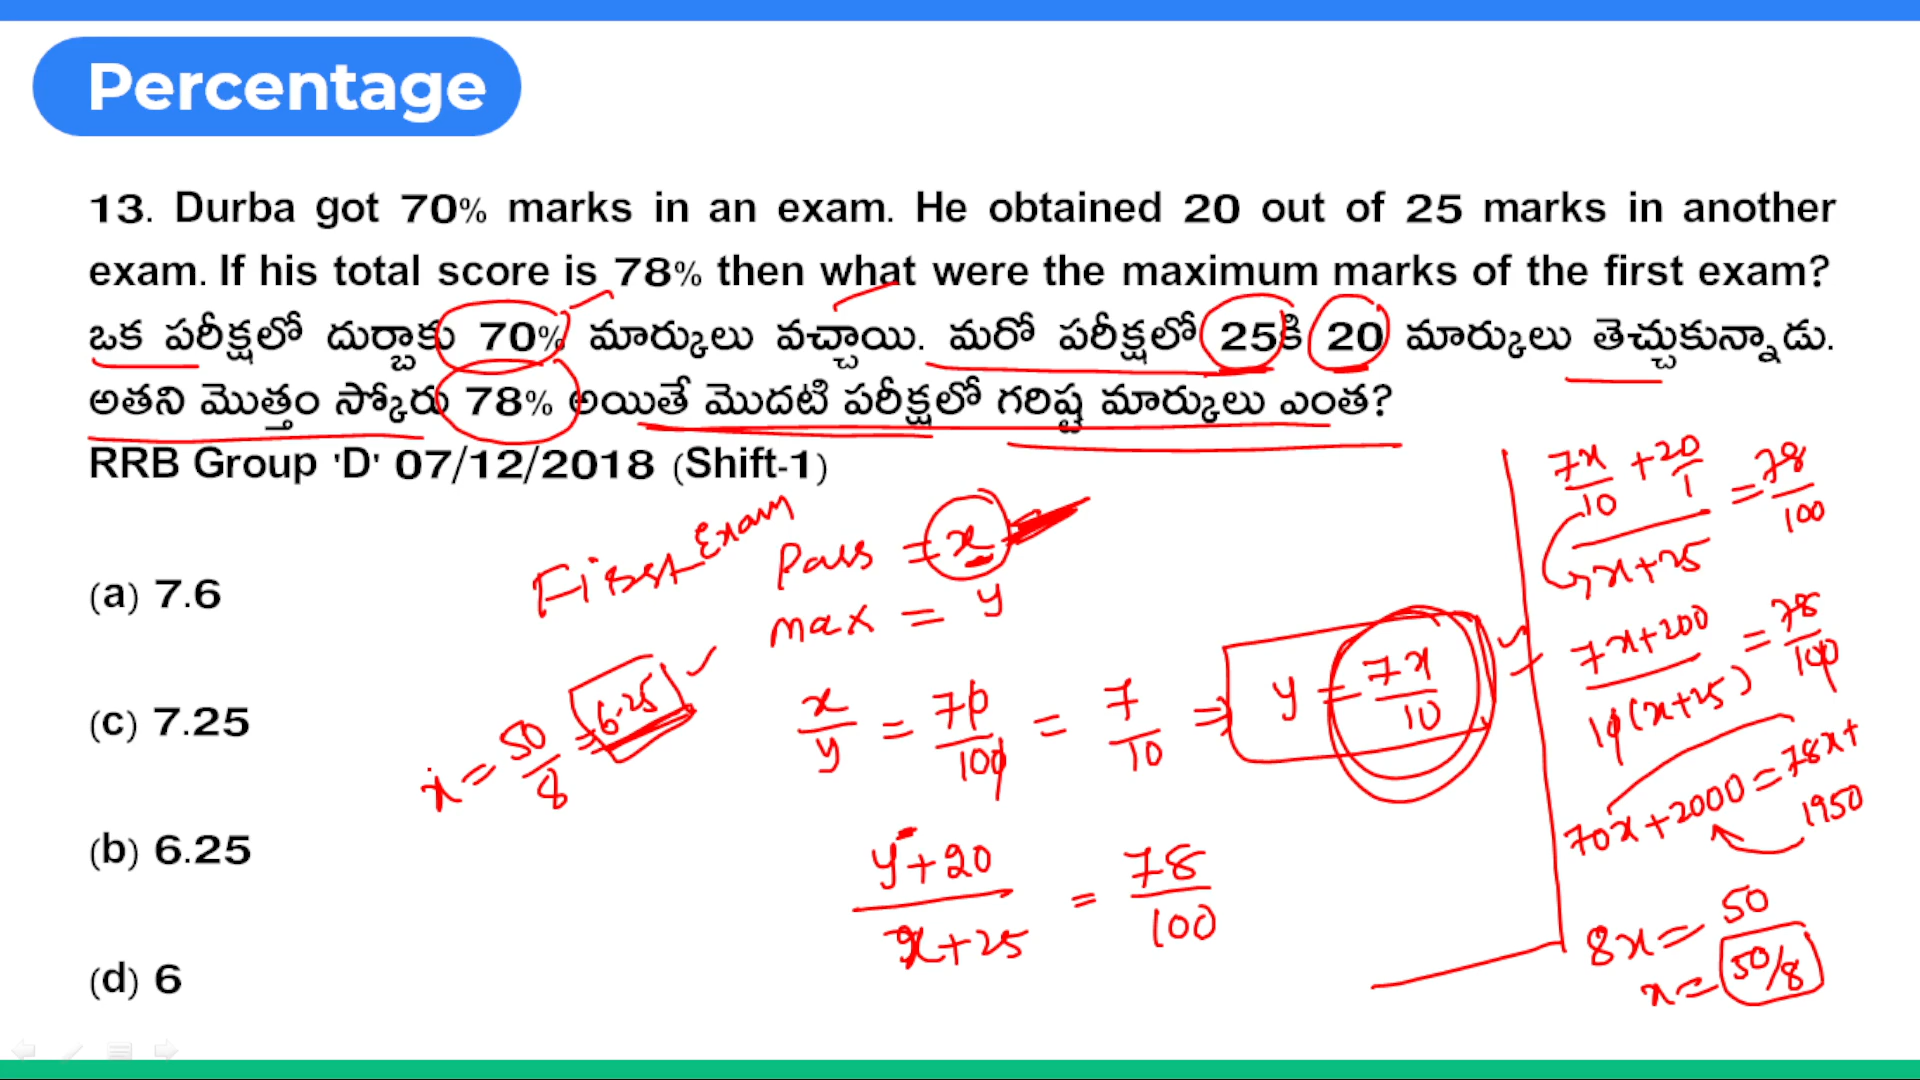 Percentage
13. Durba got 70% marks in an exam. He obtained 20 out of 25 marks in another
exam. If his total score is 78% then what were the maximum marks of the first exam?
ఒక పరీక్షలో దుర్బాకు 70% మార్కులు వచ్చాయి. మరో పరీక్షలో 25కి 20 మార్కులు తెచ్చుకున్నాడు.
అతని మొత్తం స్కోరు 78% అయితే మొదటి పరీక్షలో గరిష్ట మార్కులు ఎంత?
RRB Group 'D' 07/12/2018 (Shift-1)
(a) 7.6
(c) 7.25
(b) 6.25
(d) 6
First Exam
Pass = x
max = y
x/y = 70/100 = 7/10 ⇒ y = 7x/10
(y+20)/(x+25) = 78/100
x = 50/8 = 6.25
(7x/10 + 20/1)/(x+25) = 78/100
(7x+200)/(10(x+25)) = 78/100
70x+2000 = 78x+
1950
8x = 50
x = 50/8